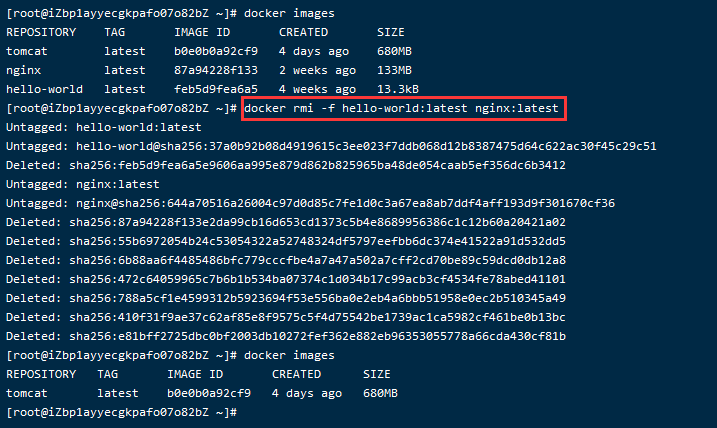 [root@iZbp1ayyecgkpafo07o82bZ ~]# docker images
REPOSITORY TAG IMAGE ID CREATED SIZE
tomcat latest b0e0b0a92cf9 4 days ago 680MB
nginx latest 87a94228f133 2 weeks ago 133MB
hello-world latest feb5d9fea6a5 4 weeks ago 13.3kB
[root@iZbp1ayyecgkpafo07o82bZ ~]# docker rmi -f hello-world:latest nginx:latest
Untagged: hello-world:latest
Untagged: hello-world@sha256:37a0b92b08d4919615c3ee023f7ddb068d12b8387475d64c622ac30f45c29c51
Deleted: sha256:feb5d9fea6a5e9606aa995e879d862b825965ba48de054caab5ef356dc6b3412
Untagged: nginx:latest
Untagged: nginx@sha256:644a70516a26004c97d0d85c7fe1d0c3a67ea8ab7ddf4aff193d9f301670cf36
Deleted: sha256:87a94228f133e2da99cb16d653cd1373c5b4e8689956386c1c12b60a20421a02
Deleted: sha256:55b6972054b24c53054322a52748324df5797eefbb6dc374e41522a91d532dd5
Deleted: sha256:6b88aa6f4485486bfc779cccfbe4a7a47a502a7cff2cd70be89c59dcd0db12a8
Deleted: sha256:472c64059965c7b6b1b534ba07374c1d034b17c99acb3cf4534fe78abed41101
Deleted: sha256:788a5cf1e4599312b5923694f53e556ba0e2eb4a6bbb51958e0ec2b510345a49
Deleted: sha256:410f31f9ae37c62af85e8f9575c5f4d75542be1739ac1ca5982cf461be0b13bc
Deleted: sha256:e81bff2725dbc0bf2003db10272fef362e882eb96353055778a66cda430cf81b
[root@iZbp1ayyecgkpafo07o82bZ ~]# docker images
REPOSITORY TAG IMAGE ID CREATED SIZE
tomcat latest b0e0b0a92cf9 4 days ago 680MB
[root@iZbp1ayyecgkpafo07o82bZ ~]#